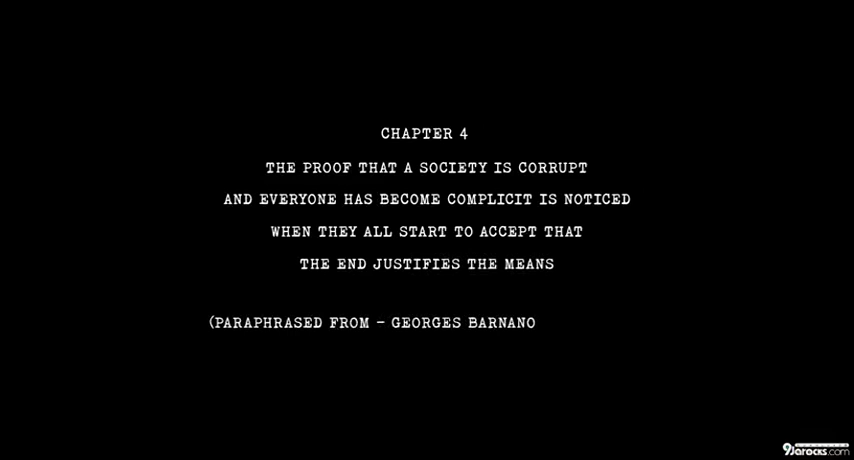 CHAPTER 4
THE PROOF THAT A SOCIETY IS CORRUPT
AND EVERYONE HAS BECOME COMPLICIT IS NOTICED
WHEN THEY ALL START TO ACCEPT THAT
THE END JUSTIFIES THE MEANS
(PARAPHRASED FROM - GEORGES BARNANO
9jarocks.com